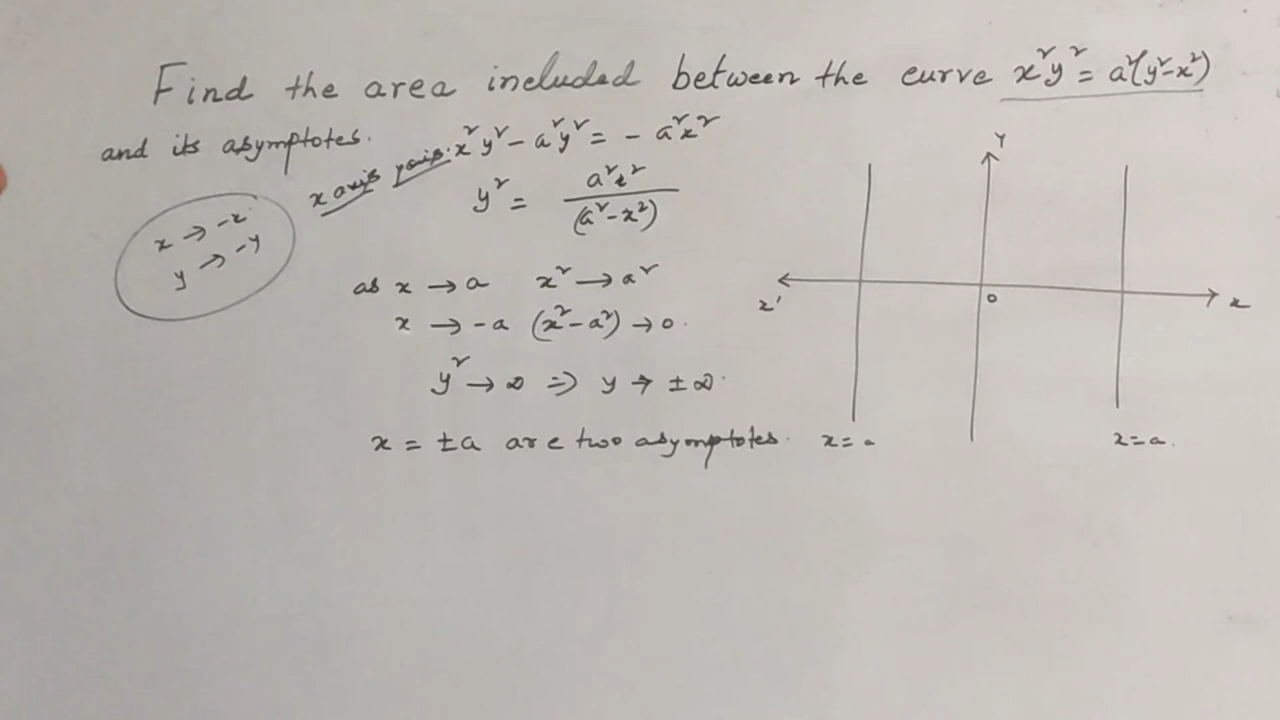 Find the area included between the curve x²y² = a²(y²-x²)
and its asymptotes.
x axis yaxis. x²y² - a²y² = - a²x²
y² = a²x² / (a²-x²)
x → -x
y → -y
as x → a x² → a²
x → -a (x²-a²) → 0.
y² → ∞ ⇒ y → ±∞.
x = ±a are two asymptotes.
Y
x'
o
x
x = -
x = a.